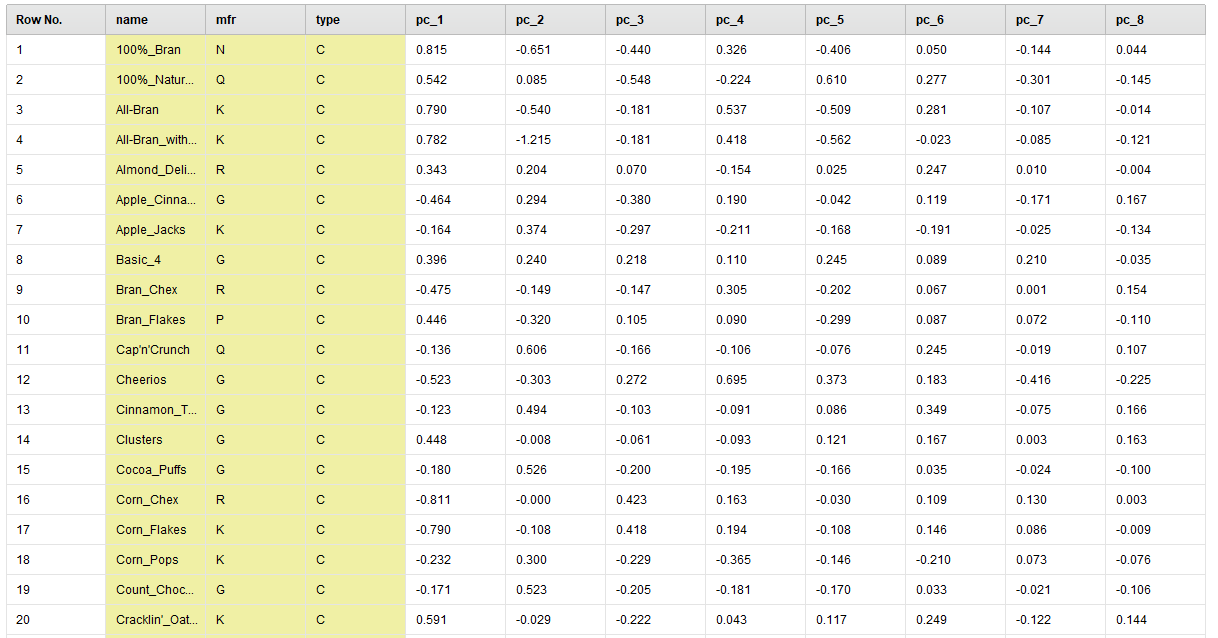 Row No. name mfr type pc_1 pc_2 pc_3 pc_4 pc_5 pc_6 pc_7 pc_8
1 100%_Bran N C 0.815 -0.651 -0.440 0.326 -0.406 0.050 -0.144 0.044
2 100%_Natur... Q C 0.542 0.085 -0.548 -0.224 0.610 0.277 -0.301 -0.145
3 All-Bran K C 0.790 -0.540 -0.181 0.537 -0.509 0.281 -0.107 -0.014
4 All-Bran_with... K C 0.782 -1.215 -0.181 0.418 -0.562 -0.023 -0.085 -0.121
5 Almond_Deli... R C 0.343 0.204 0.070 -0.154 0.025 0.247 0.010 -0.004
6 Apple_Cinna... G C -0.464 0.294 -0.380 0.190 -0.042 0.119 -0.171 0.167
7 Apple_Jacks K C -0.164 0.374 -0.297 -0.211 -0.168 -0.191 -0.025 -0.134
8 Basic_4 G C 0.396 0.240 0.218 0.110 0.245 0.089 0.210 -0.035
9 Bran_Chex R C -0.475 -0.149 -0.147 0.305 -0.202 0.067 0.001 0.154
10 Bran_Flakes P C 0.446 -0.320 0.105 0.090 -0.299 0.087 0.072 -0.110
11 Cap'n'Crunch Q C -0.136 0.606 -0.166 -0.106 -0.076 0.245 -0.019 0.107
12 Cheerios G C -0.523 -0.303 0.272 0.695 0.373 0.183 -0.416 -0.225
13 Cinnamon_T... G C -0.123 0.494 -0.103 -0.091 0.086 0.349 -0.075 0.166
14 Clusters G C 0.448 -0.008 -0.061 -0.093 0.121 0.167 0.003 0.163
15 Cocoa_Puffs G C -0.180 0.526 -0.200 -0.195 -0.166 0.035 -0.024 -0.100
16 Corn_Chex R C -0.811 -0.000 0.423 0.163 -0.030 0.109 0.130 0.003
17 Corn_Flakes K C -0.790 -0.108 0.418 0.194 -0.108 0.146 0.086 -0.009
18 Corn_Pops K C -0.232 0.300 -0.229 -0.365 -0.146 -0.210 0.073 -0.076
19 Count_Choc... G C -0.171 0.523 -0.205 -0.181 -0.170 0.033 -0.021 -0.106
20 Cracklin'_Oat... K C 0.591 -0.029 -0.222 0.043 0.117 0.249 -0.122 0.144